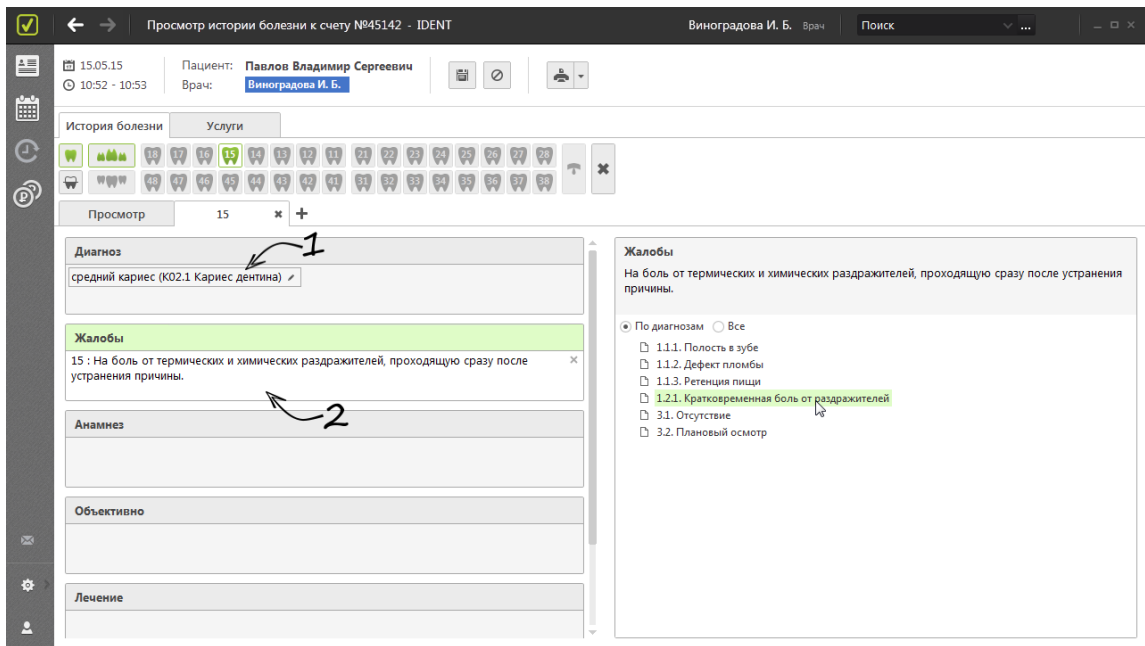 Просмотр истории болезни к счету №45142 - IDENT
Виноградова И. Б. Врач
Поиск
...
15.05.15
Пациент: Павлов Владимир Сергеевич
10:52 - 10:53
Врач: Виноградова И. Б.
История болезни
Услуги
18 17 16 15 14 13 12 11 21 22 23 24 25 26 27 28
48 47 46 45 44 43 42 41 31 32 33 34 35 36 37 38
Просмотр
15
Диагноз
1
средний кариес (K02.1 Кариес дентина)
Жалобы
15 : На боль от термических и химических раздражителей, проходящую сразу после
устранения причины.
2
Анамнез
Объективно
Лечение
Жалобы
На боль от термических и химических раздражителей, проходящую сразу после устранения
причины.
По диагнозам
Все
1.1.1. Полость в зубе
1.1.2. Дефект пломбы
1.1.3. Ретенция пищи
1.2.1. Кратковременная боль от раздражителей
3.1. Отсутствие
3.2. Плановый осмотр